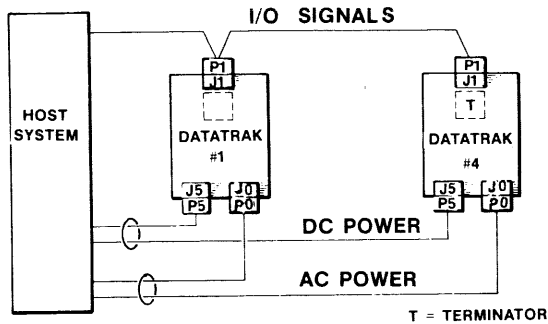 I/O SIGNALS
P1
J1
P1
J1
HOST
SYSTEM
DATATRAK
#1
T
DATATRAK
#4
J5
P5
J0
P0
J5
P5
J0
P0
DC POWER
AC POWER
T = TERMINATOR